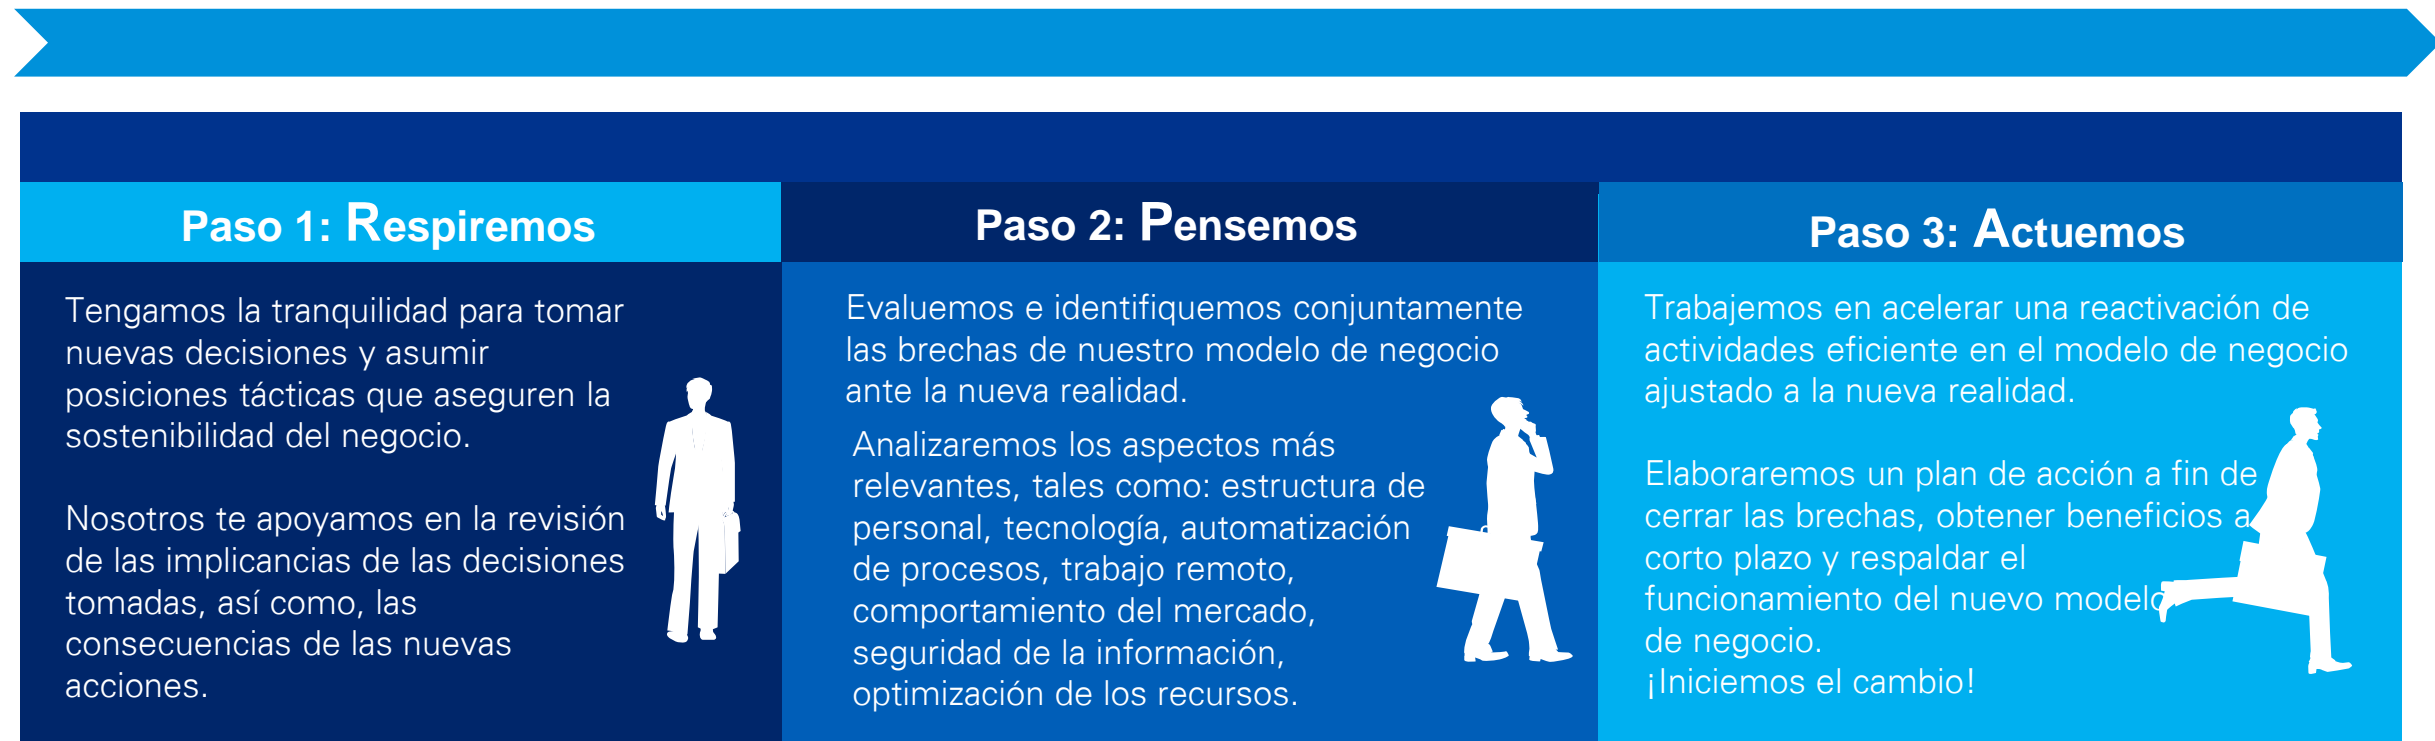 Paso 1: Respiremos
Tengamos la tranquilidad para tomar
nuevas decisiones y asumir
posiciones tácticas que aseguren la
sostenibilidad del negocio.
Nosotros te apoyamos en la revisión
de las implicancias de las decisiones
tomadas, así como, las
consecuencias de las nuevas
acciones.
Paso 2: Pensemos
Evaluemos e identifiquemos conjuntamente
las brechas de nuestro modelo de negocio
ante la nueva realidad.
Analizaremos los aspectos más
relevantes, tales como: estructura de
personal, tecnología, automatización
de procesos, trabajo remoto,
comportamiento del mercado,
seguridad de la información,
optimización de los recursos.
Paso 3: Actuemos
Trabajemos en acelerar una reactivación de
actividades eficiente en el modelo de negocio
ajustado a la nueva realidad.
Elaboraremos un plan de acción a fin de
cerrar las brechas, obtener beneficios a
corto plazo y respaldar el
funcionamiento del nuevo modelo
de negocio.
¡Iniciemos el cambio!